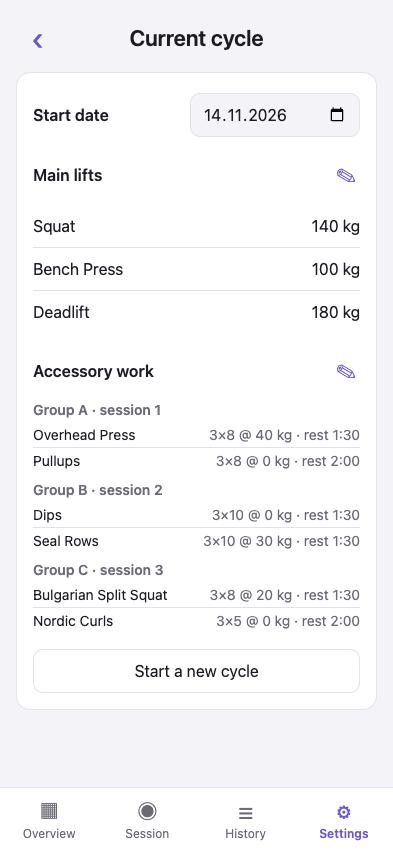 Current cycle
Start date 14.11.2026
Main lifts
Squat 140 kg
Bench Press 100 kg
Deadlift 180 kg
Accessory work
Group A · session 1
Overhead Press 3×8 @ 40 kg · rest 1:30
Pullups 3×8 @ 0 kg · rest 2:00
Group B · session 2
Dips 3×10 @ 0 kg · rest 1:30
Seal Rows 3×10 @ 30 kg · rest 1:30
Group C · session 3
Bulgarian Split Squat 3×8 @ 20 kg · rest 1:30
Nordic Curls 3×5 @ 0 kg · rest 2:00
Start a new cycle
Overview Session History Settings